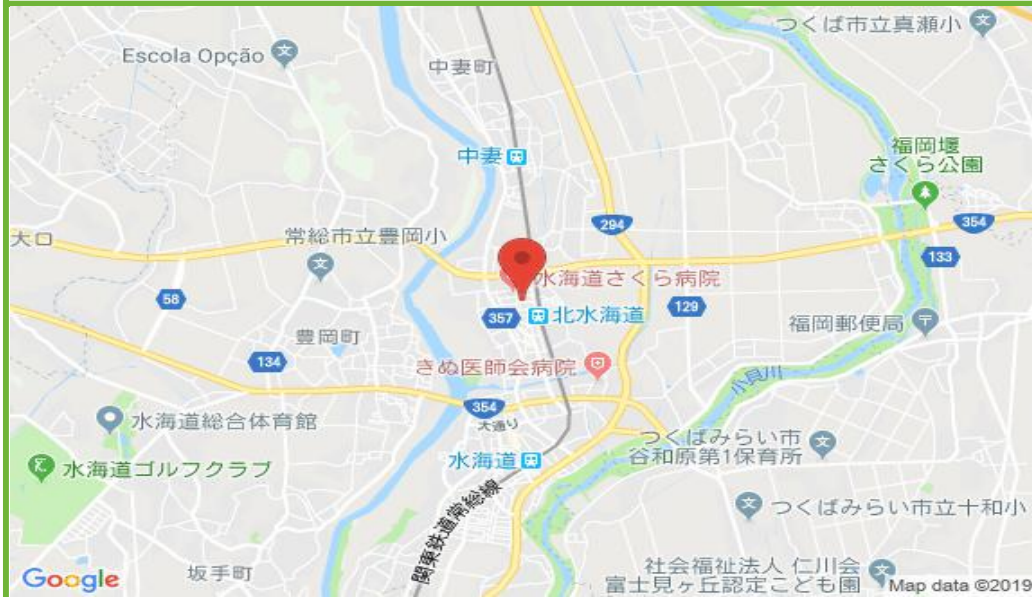 つくば市立真瀬小
Escola Opção
中妻町
福岡堰
さくら公園
中妻
294
354
大口
常総市立豊岡小
133
水海道さくら病院
58
357
北水海道
129
福岡郵便局
豊岡町
134
きぬ医師会病院
小貝川
354
大通り
水海道総合体育館
つくばみらい市
谷和原第1保育所
水海道
水海道ゴルフクラブ
関東鉄道常総線
つくばみらい市立十和小
社会福祉法人 仁川会
富士見ヶ丘認定こども園
坂手町
Google
Map data ©2019